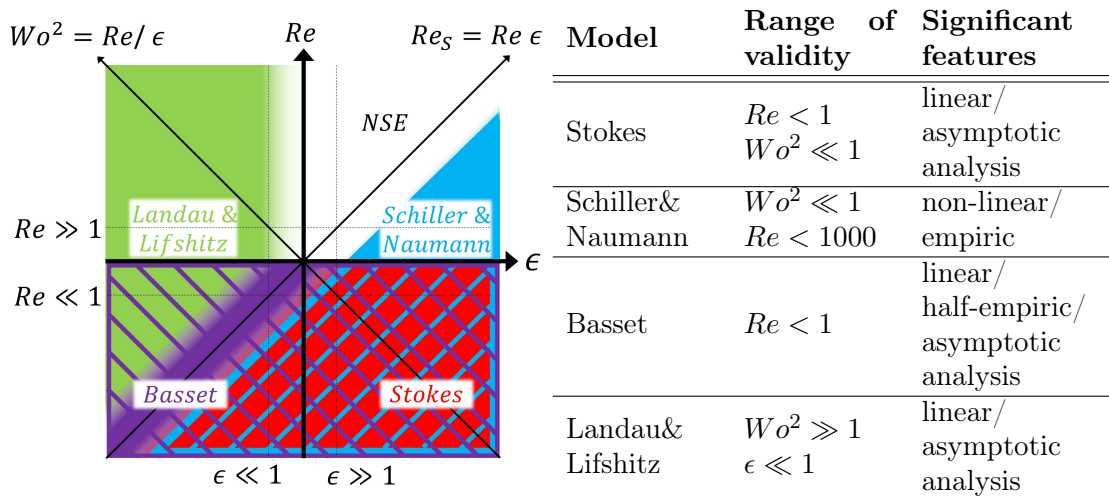 Wo² = Re/ ϵ
Re
Re_S = Re ϵ
NSE
Landau &
Lifshitz
Schiller &
Naumann
Re ≫ 1
ϵ
Re ≪ 1
Basset
Stokes
ϵ ≪ 1
ϵ ≫ 1
Model
Range of
validity
Significant
features
Stokes
Re < 1
Wo² ≪ 1
linear/
asymptotic
analysis
Schiller&
Naumann
Wo² ≪ 1
Re < 1000
non-linear/
empiric
Basset
Re < 1
linear/
half-empiric/
asymptotic
analysis
Landau&
Lifshitz
Wo² ≫ 1
ϵ ≪ 1
linear/
asymptotic
analysis